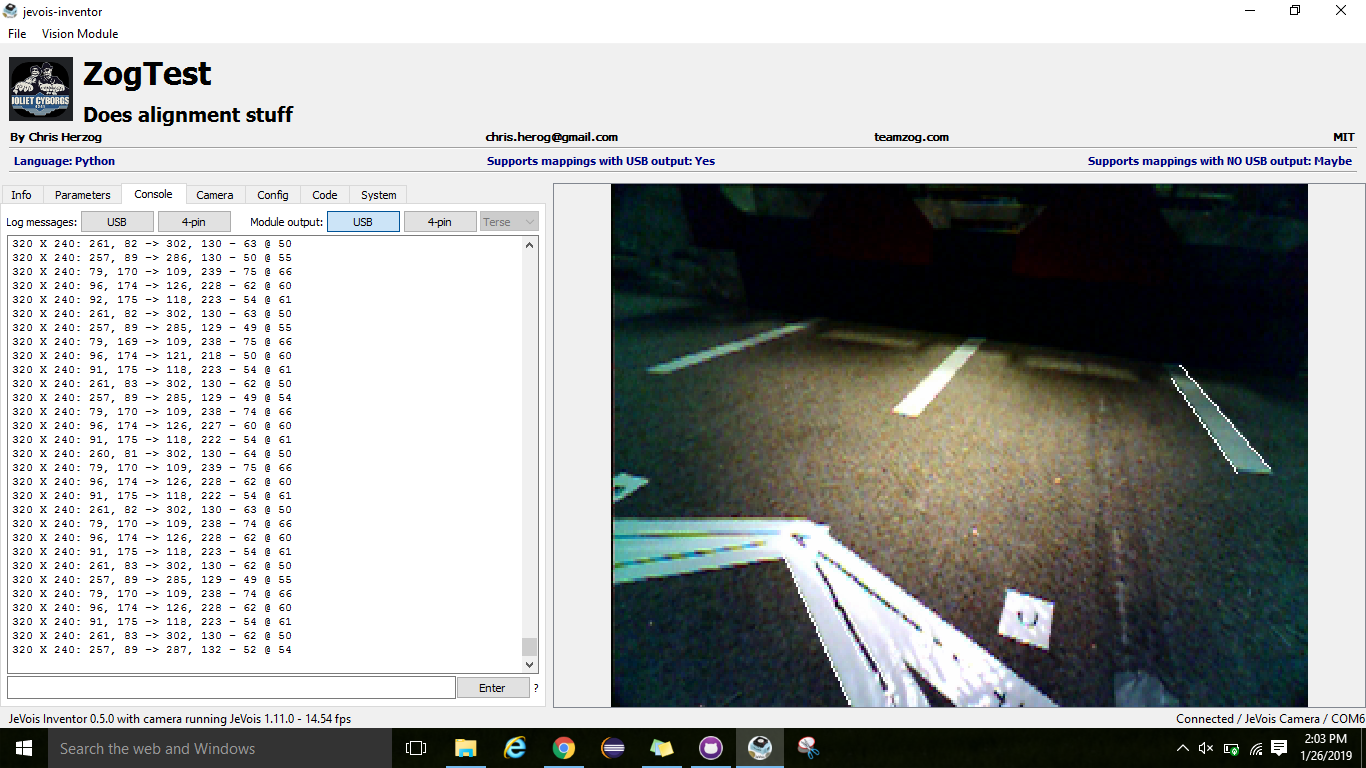 jevois-inventor
File Vision Module
JOLIET CYBORGS
ZogTest
Does alignment stuff
By Chris Herzog chris.herog@gmail.com teamzog.com MIT
Language: Python Supports mappings with USB output: Yes Supports mappings with NO USB output: Maybe
Info Parameters Console Camera Config Code System
Log messages: USB 4-pin Module output: USB 4-pin Terse
320 X 240: 261, 82 -> 302, 130 - 63 @ 50
320 X 240: 257, 89 -> 286, 130 - 50 @ 55
320 X 240: 79, 170 -> 109, 239 - 75 @ 66
320 X 240: 96, 174 -> 126, 228 - 62 @ 60
320 X 240: 92, 175 -> 118, 223 - 54 @ 61
320 X 240: 261, 82 -> 302, 130 - 63 @ 50
320 X 240: 257, 89 -> 285, 129 - 49 @ 55
320 X 240: 79, 169 -> 109, 238 - 75 @ 66
320 X 240: 96, 174 -> 121, 218 - 50 @ 60
320 X 240: 91, 175 -> 118, 223 - 54 @ 61
320 X 240: 261, 83 -> 302, 130 - 62 @ 50
320 X 240: 257, 89 -> 285, 129 - 49 @ 54
320 X 240: 79, 170 -> 109, 238 - 74 @ 66
320 X 240: 96, 174 -> 126, 227 - 60 @ 60
320 X 240: 91, 175 -> 118, 222 - 54 @ 61
320 X 240: 260, 81 -> 302, 130 - 64 @ 50
320 X 240: 79, 170 -> 109, 239 - 75 @ 66
320 X 240: 96, 174 -> 126, 228 - 62 @ 60
320 X 240: 91, 175 -> 118, 222 - 54 @ 61
320 X 240: 261, 82 -> 302, 130 - 63 @ 50
320 X 240: 79, 170 -> 109, 238 - 74 @ 66
320 X 240: 96, 174 -> 126, 228 - 62 @ 60
320 X 240: 91, 175 -> 118, 223 - 54 @ 61
320 X 240: 261, 83 -> 302, 130 - 62 @ 50
320 X 240: 257, 89 -> 285, 129 - 49 @ 55
320 X 240: 79, 170 -> 109, 238 - 74 @ 66
320 X 240: 96, 174 -> 126, 228 - 62 @ 60
320 X 240: 91, 175 -> 118, 223 - 54 @ 61
320 X 240: 261, 83 -> 302, 130 - 62 @ 50
320 X 240: 257, 89 -> 287, 132 - 52 @ 54
Enter ?
JeVois Inventor 0.5.0 with camera running JeVois 1.11.0 - 14.54 fps Connected / JeVois Camera / COM6
Search the web and Windows
2:03 PM
1/26/2019